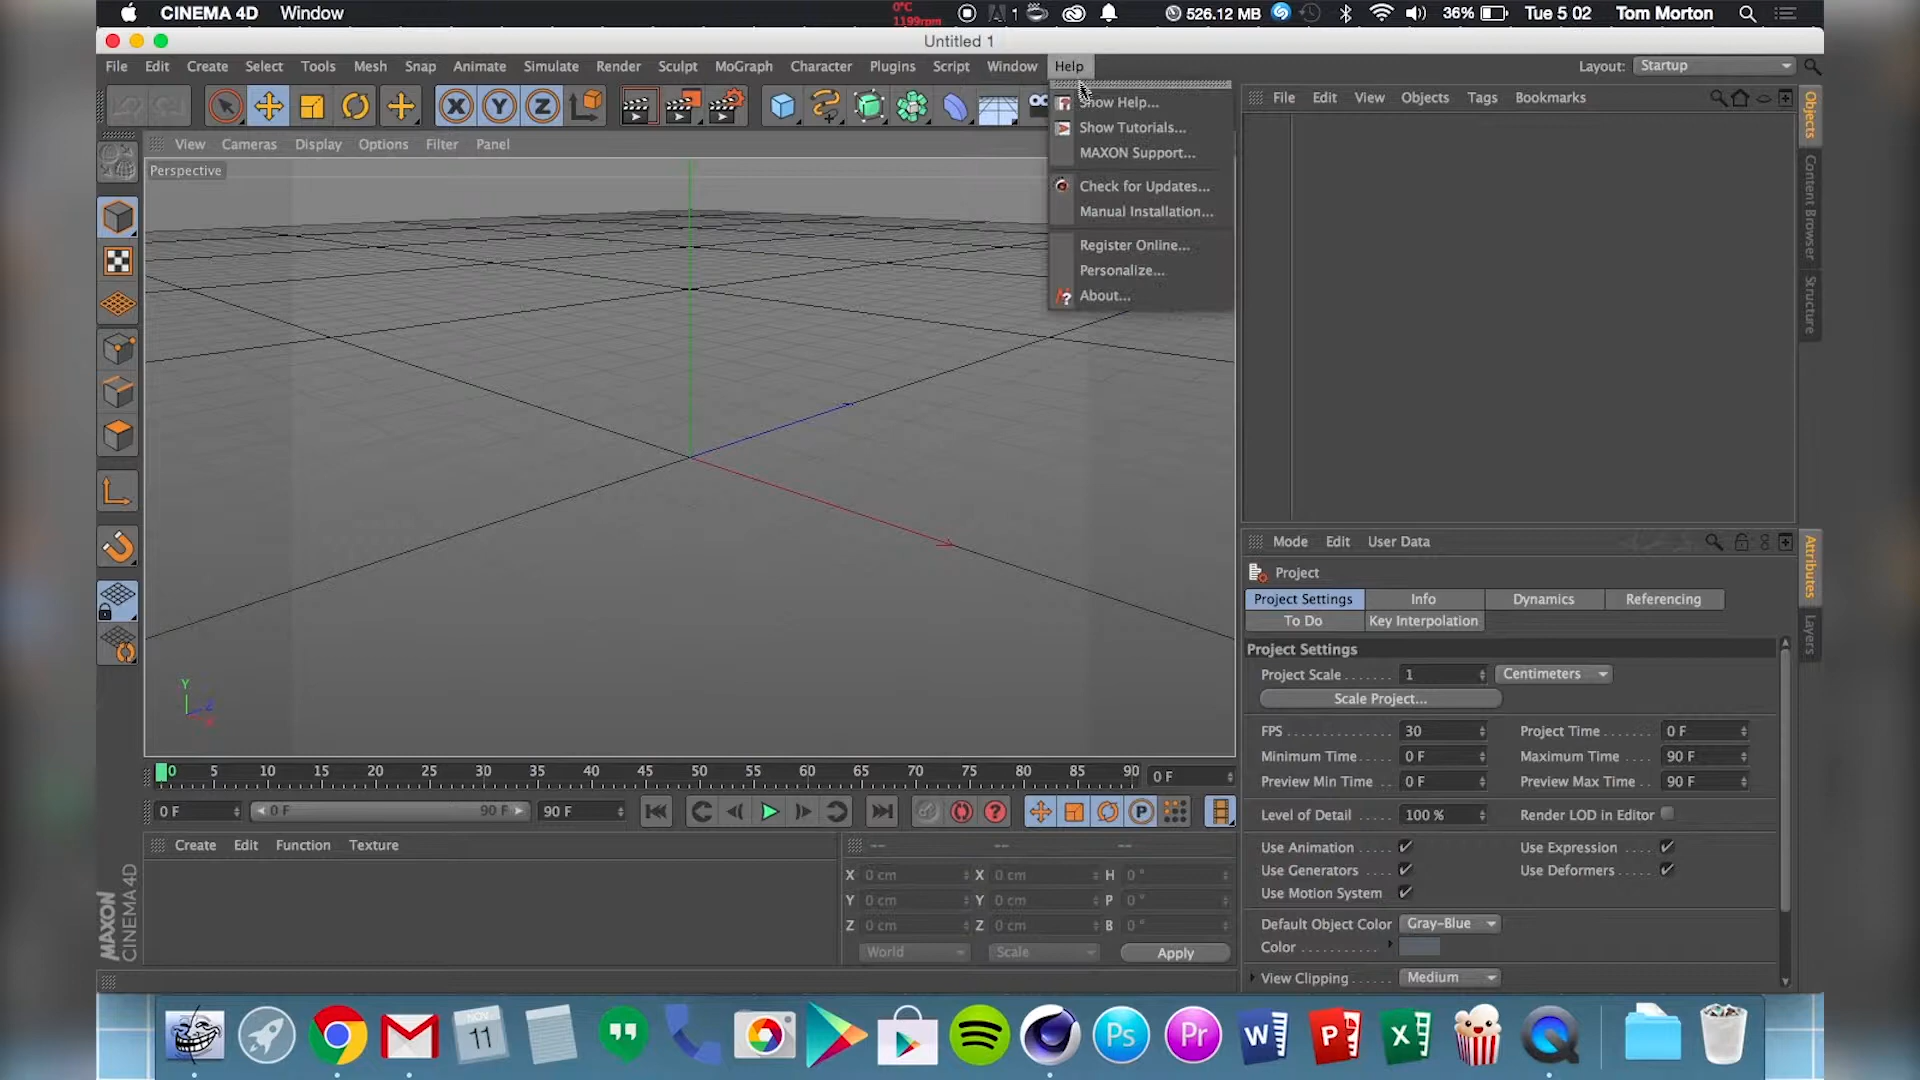 CINEMA 4D Window
0°C
1199rpm
1
526.12 MB
36%
Tue 5 02
Tom Morton
Untitled 1
File Edit Create Select Tools Mesh Snap Animate Simulate Render Sculpt MoGraph Character Plugins Script Window Help
Layout: Startup
X Y Z
Show Help...
Show Tutorials...
MAXON Support...
Check for Updates...
Manual Installation...
Register Online...
Personalize...
About...
View Cameras Display Options Filter Panel
Perspective
Y
Z
X
File Edit View Objects Tags Bookmarks
Objects
Content Browser
Structure
Mode Edit User Data
Attributes
Layers
Project
Project Settings Info Dynamics Referencing
To Do Key Interpolation
Project Settings
Project Scale 1 Centimeters
Scale Project...
FPS 30 Project Time 0 F
Minimum Time 0 F Maximum Time 90 F
Preview Min Time 0 F Preview Max Time 90 F
Level of Detail 100 % Render LOD in Editor
Use Animation Use Expression
Use Generators Use Deformers
Use Motion System
Default Object Color Gray-Blue
Color
View Clipping Medium
0 5 10 15 20 25 30 35 40 45 50 55 60 65 70 75 80 85 90 0 F
0 F 0 F 90 F 90 F
P
Create Edit Function Texture
-- -- --
X 0 cm X 0 cm H 0 °
Y 0 cm Y 0 cm P 0 °
Z 0 cm Z 0 cm B 0 °
World Scale Apply
MAXON
CINEMA 4D
NOV
11
Ps
Pr
W
P
X